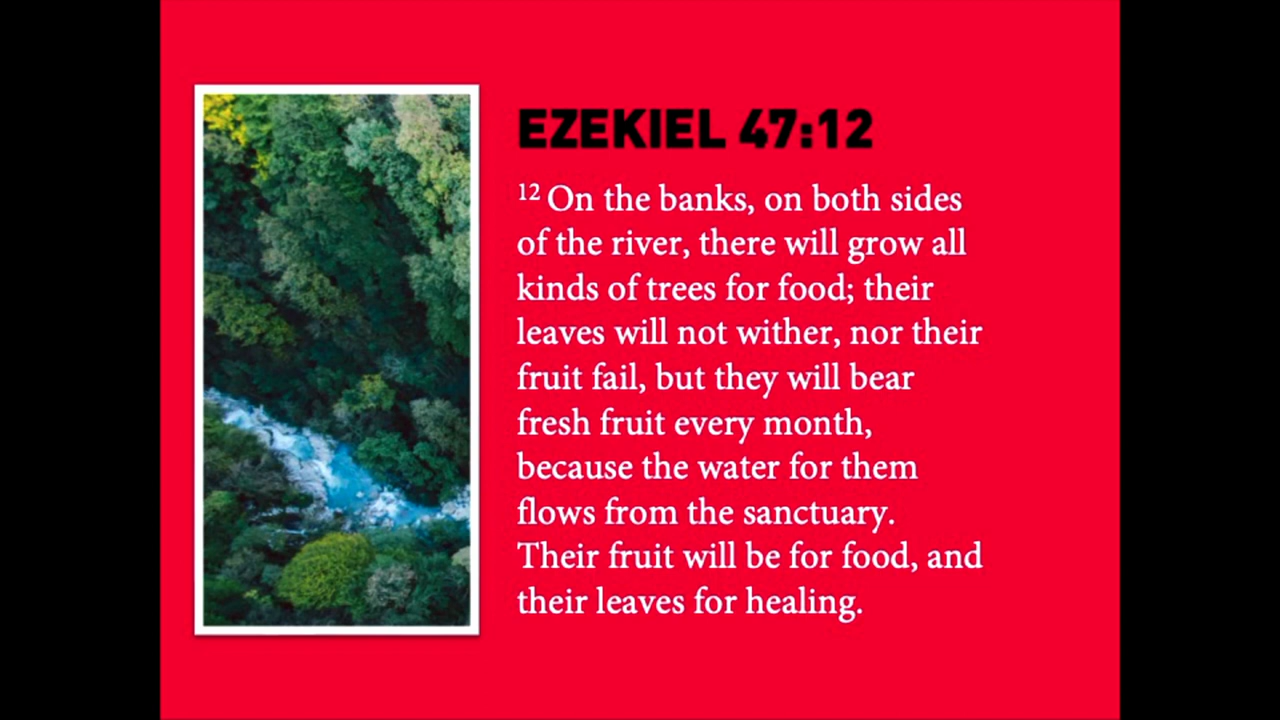 EZEKIEL 47:12
12 On the banks, on both sides
of the river, there will grow all
kinds of trees for food; their
leaves will not wither, nor their
fruit fail, but they will bear
fresh fruit every month,
because the water for them
flows from the sanctuary.
Their fruit will be for food, and
their leaves for healing.